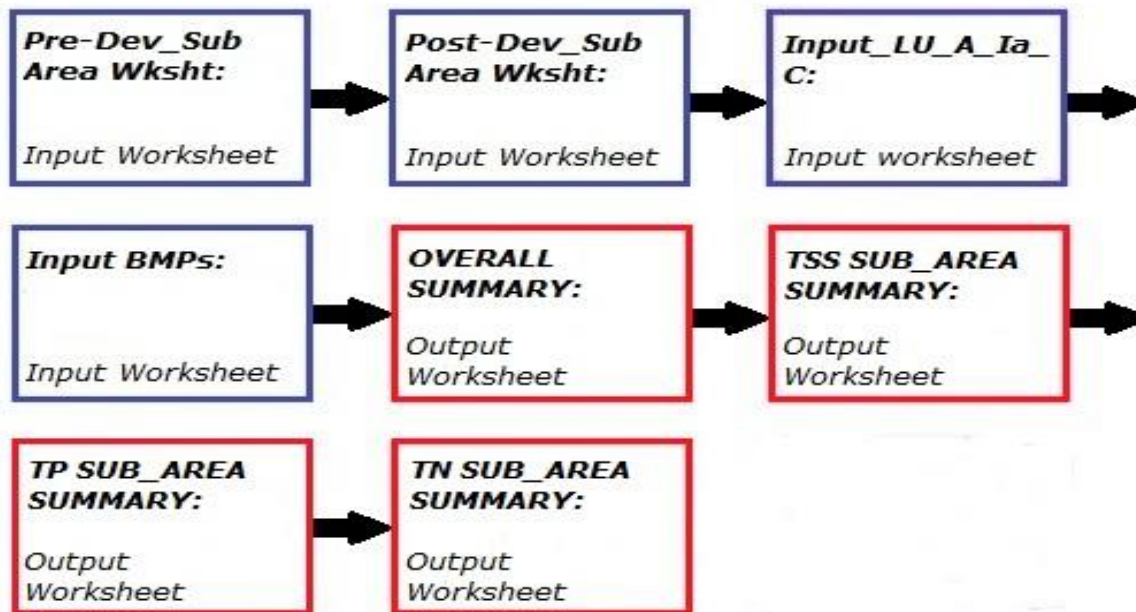 Pre-Dev_Sub
Area Wksht:
Input Worksheet
Post-Dev_Sub
Area Wksht:
Input Worksheet
Input_LU_A_Ia_
C:
Input worksheet
Input BMPs:
Input Worksheet
OVERALL
SUMMARY:
Output
Worksheet
TSS SUB_AREA
SUMMARY:
Output
Worksheet
TP SUB_AREA
SUMMARY:
Output
Worksheet
TN SUB_AREA
SUMMARY:
Output
Worksheet